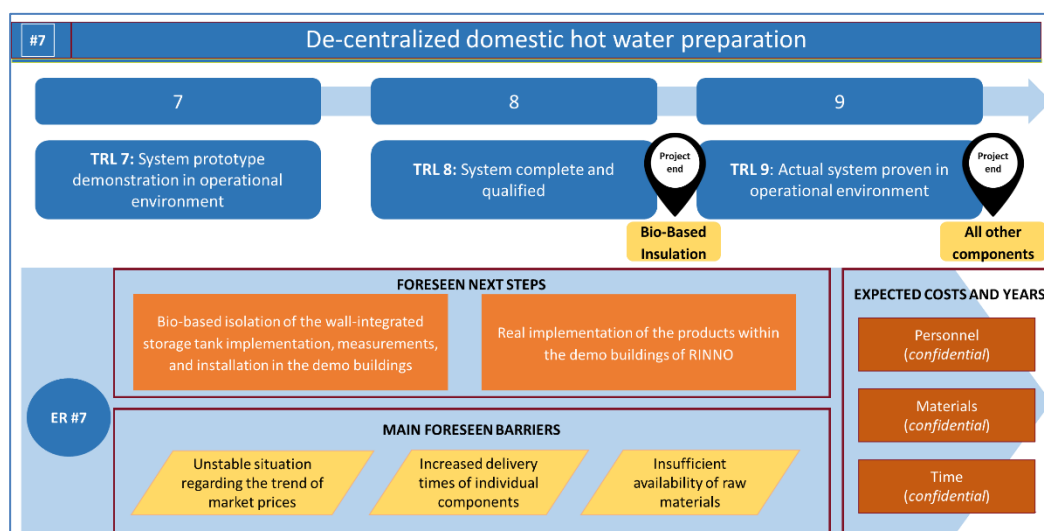 #7
De-centralized domestic hot water preparation
7
8
9
TRL 7: System prototype
demonstration in operational
environment
TRL 8: System complete and
qualified
Project
end
TRL 9: Actual system proven in
operational environment
Project
end
Bio-Based
Insulation
All other
components
FORESEEN NEXT STEPS
Bio-based isolation of the wall-integrated
storage tank implementation, measurements,
and installation in the demo buildings
Real implementation of the products within
the demo buildings of RINNO
EXPECTED COSTS AND YEARS
Personnel
(confidential)
Materials
(confidential)
Time
(confidential)
ER #7
MAIN FORESEEN BARRIERS
Unstable situation
regarding the trend of
market prices
Increased delivery
times of individual
components
Insufficient
availability of raw
materials